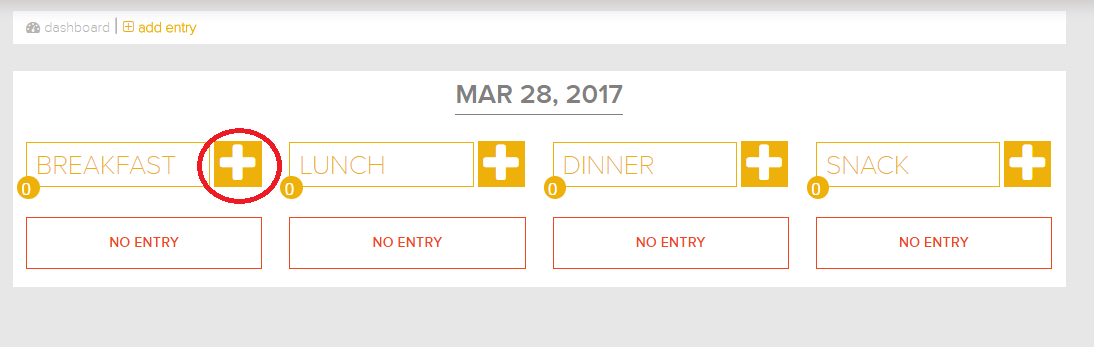 dashboard | add entry
MAR 28, 2017
BREAKFAST LUNCH DINNER SNACK
0 0 0 0
NO ENTRY NO ENTRY NO ENTRY NO ENTRY